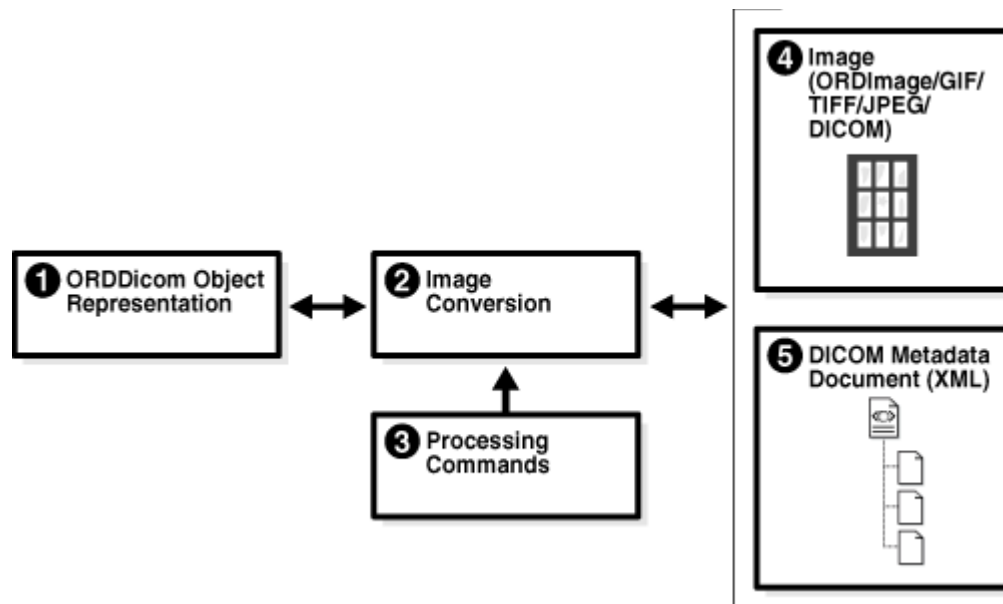 1 ORDDicom Object
Representation
2 Image
Conversion
3 Processing
Commands
4 Image
(ORDImage/GIF/
TIFF/JPEG/
DICOM)
5 DICOM Metadata
Document (XML)